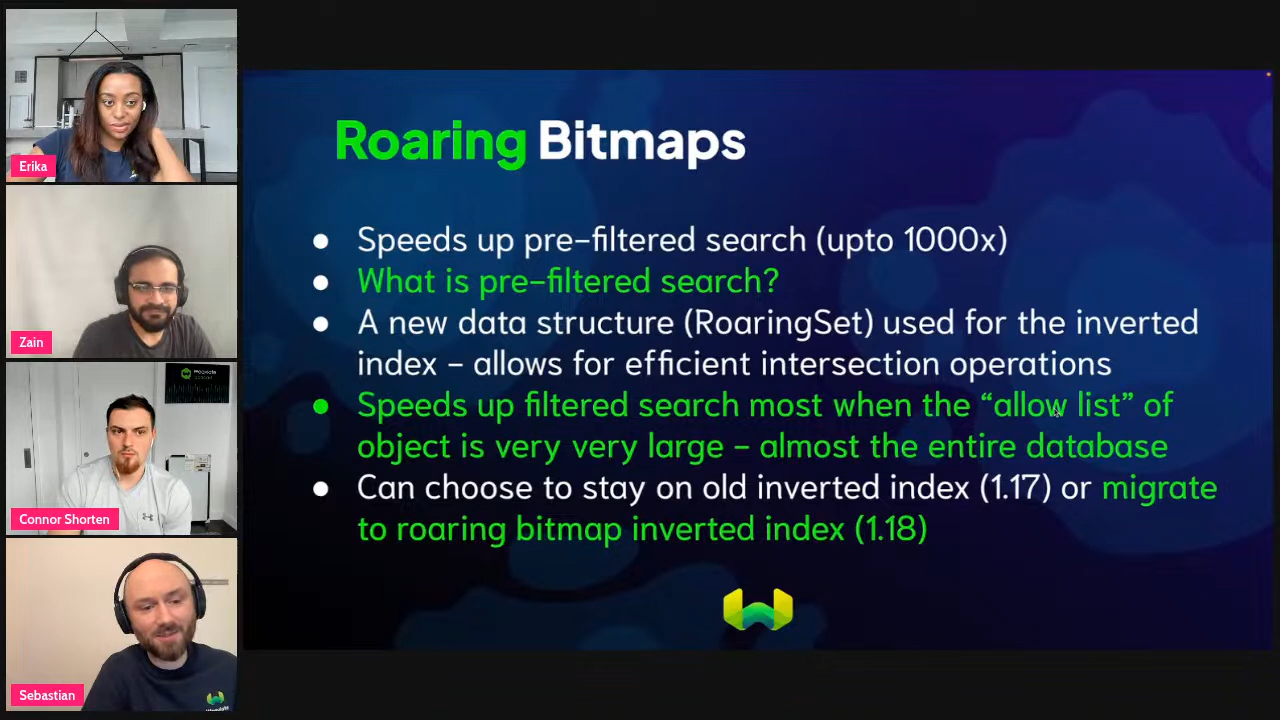 Erika
Zain
Connor Shorten
Sebastian
Roaring Bitmaps
● Speeds up pre-filtered search (upto 1000x)
● What is pre-filtered search?
● A new data structure (RoaringSet) used for the inverted
index - allows for efficient intersection operations
● Speeds up filtered search most when the “allow list” of
object is very very large - almost the entire database
● Can choose to stay on old inverted index (1.17) or migrate
to roaring bitmap inverted index (1.18)